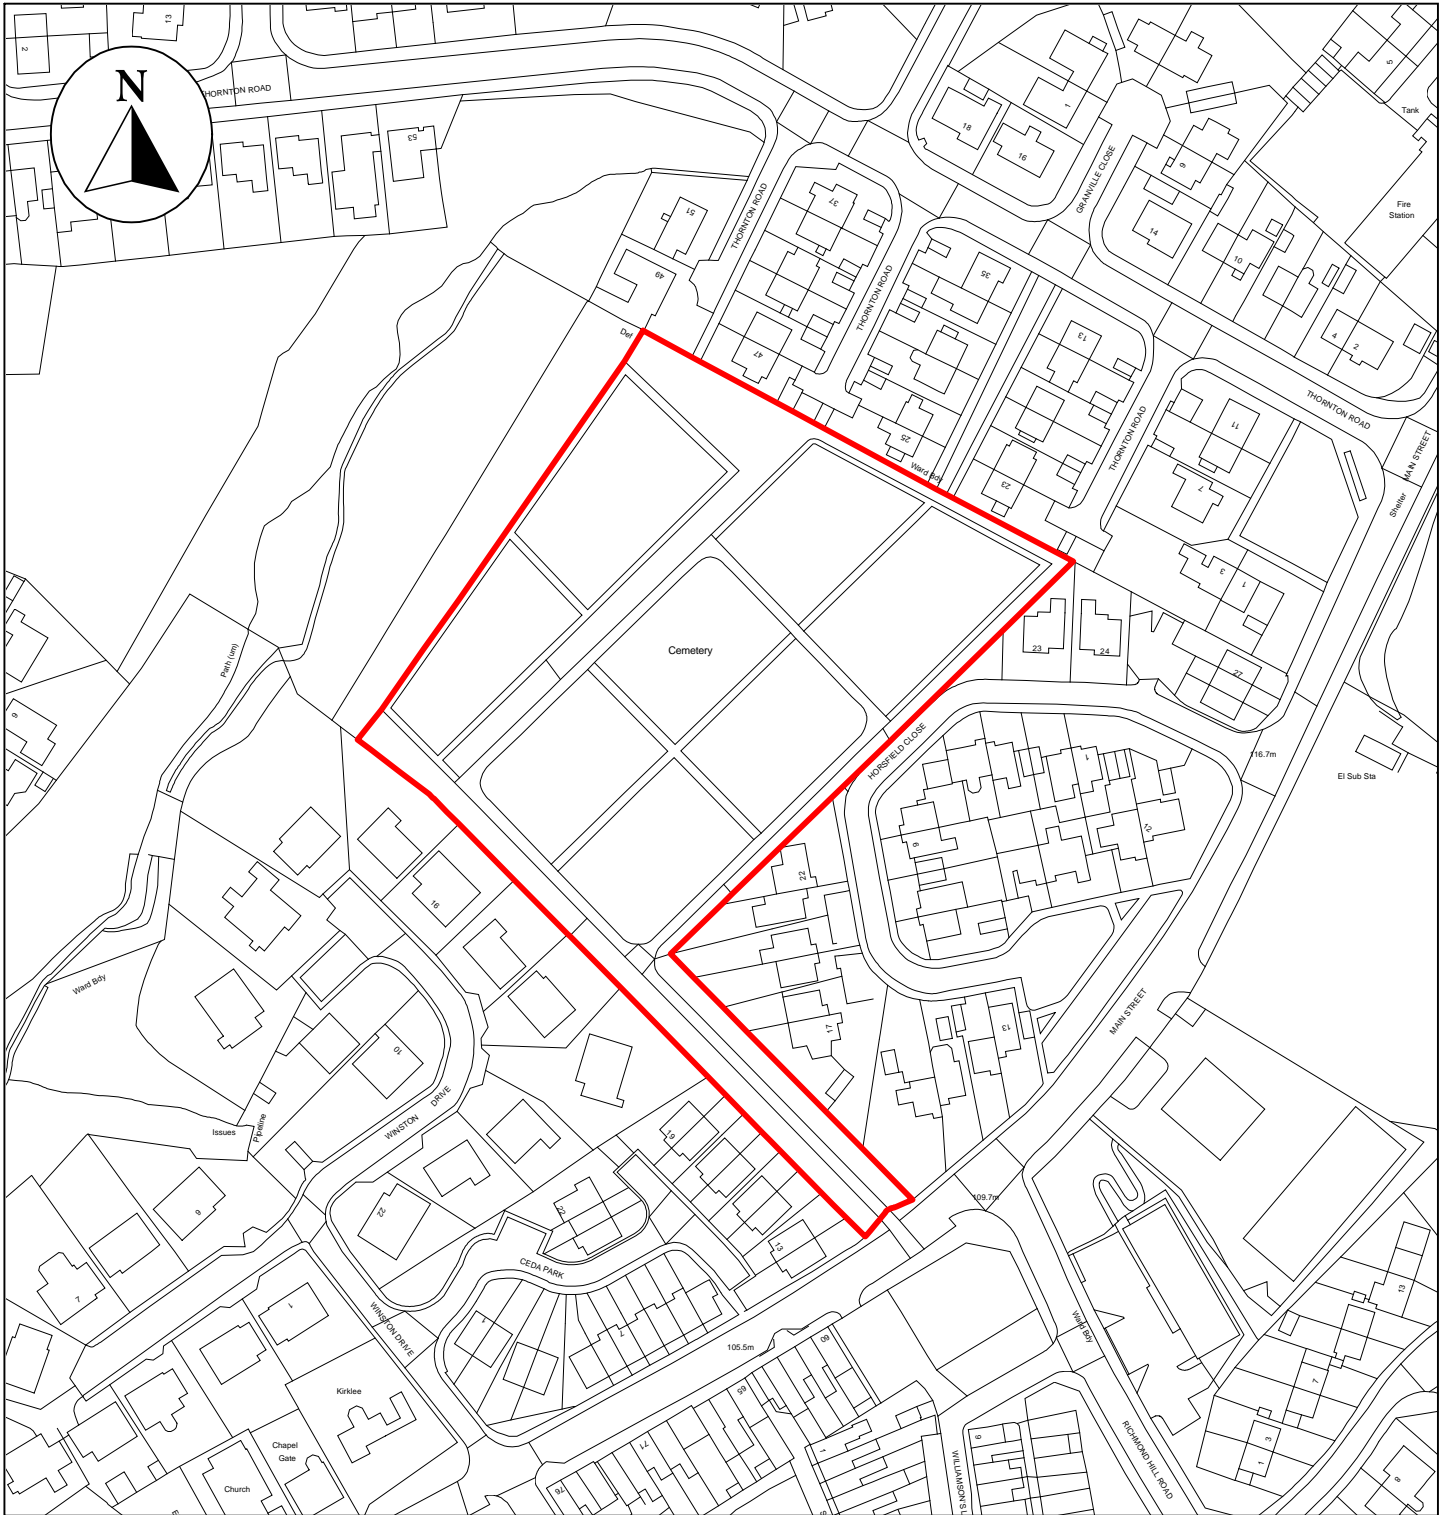 2
13
N
THORNTON ROAD
53
51
49
THORNTON ROAD
37
47
THORNTON ROAD
35
25
18
16
1
GRANVILLE CLOSE
9
14
10
5
Tank
Fire
Station
4
2
THORNTON ROAD
MAIN STREET
Shelter
13
23
THORNTON ROAD
11
7
3
1
27
Def
Ward Bdy
Cemetery
23
24
HORSFIELD CLOSE
116.7m
El Sub Sta
1
12
9
22
17
13
MAIN STREET
Path (um)
6
16
Ward Bdy
10
WINSTON DRIVE
Issues
Pipeline
19
22
22
13
CEDA PARK
9
7
1
WINSTON DRIVE
1
7
109.7m
105.5m
Ward Bdy
60
65
71
76
Kirklee
Chapel
Gate
Church
1
WILLIAMSON'S L
9
RICHMOND HILL ROAD
13
7
3
1
8